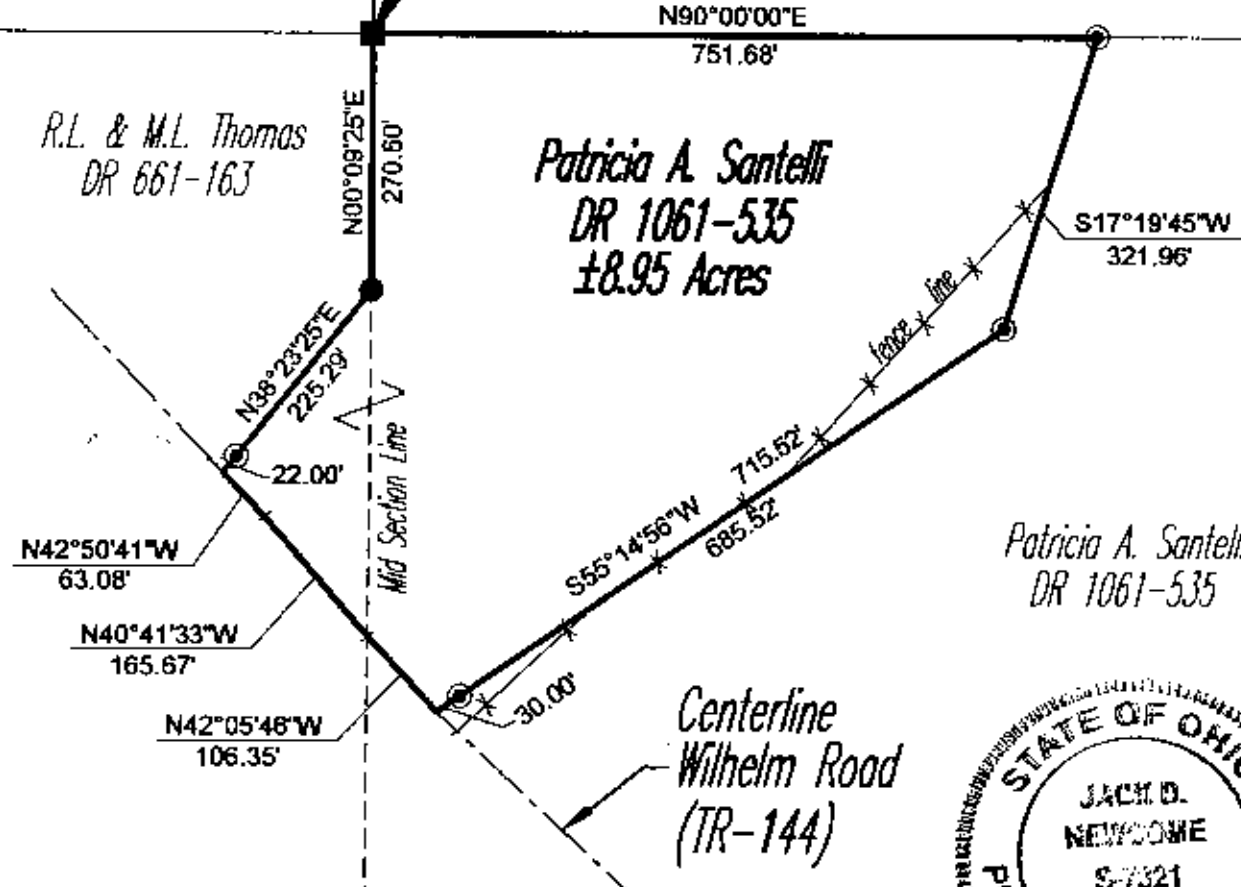 N90°00'00"E
751.68'
R.L. & M.L. Thomas
DR 661-163
N00°09'25"E
270.60'
Patricia A. Santelli
DR 1061-535
±8.95 Acres
S17°19'45"W
321.96'
fence line
N38°23'25"E
225.29'
22.00'
Mid Section Line
715.52'
S55°14'56"W
685.52'
N42°50'41"W
63.08'
Patricia A. Santell
DR 1061-535
N40°41'33"W
165.67'
30.00'
N42°05'46"W
106.35'
Centerline
Wilhelm Road
(TR-144)
STATE OF OHIO
JACK D.
NEWCOME
S-7321